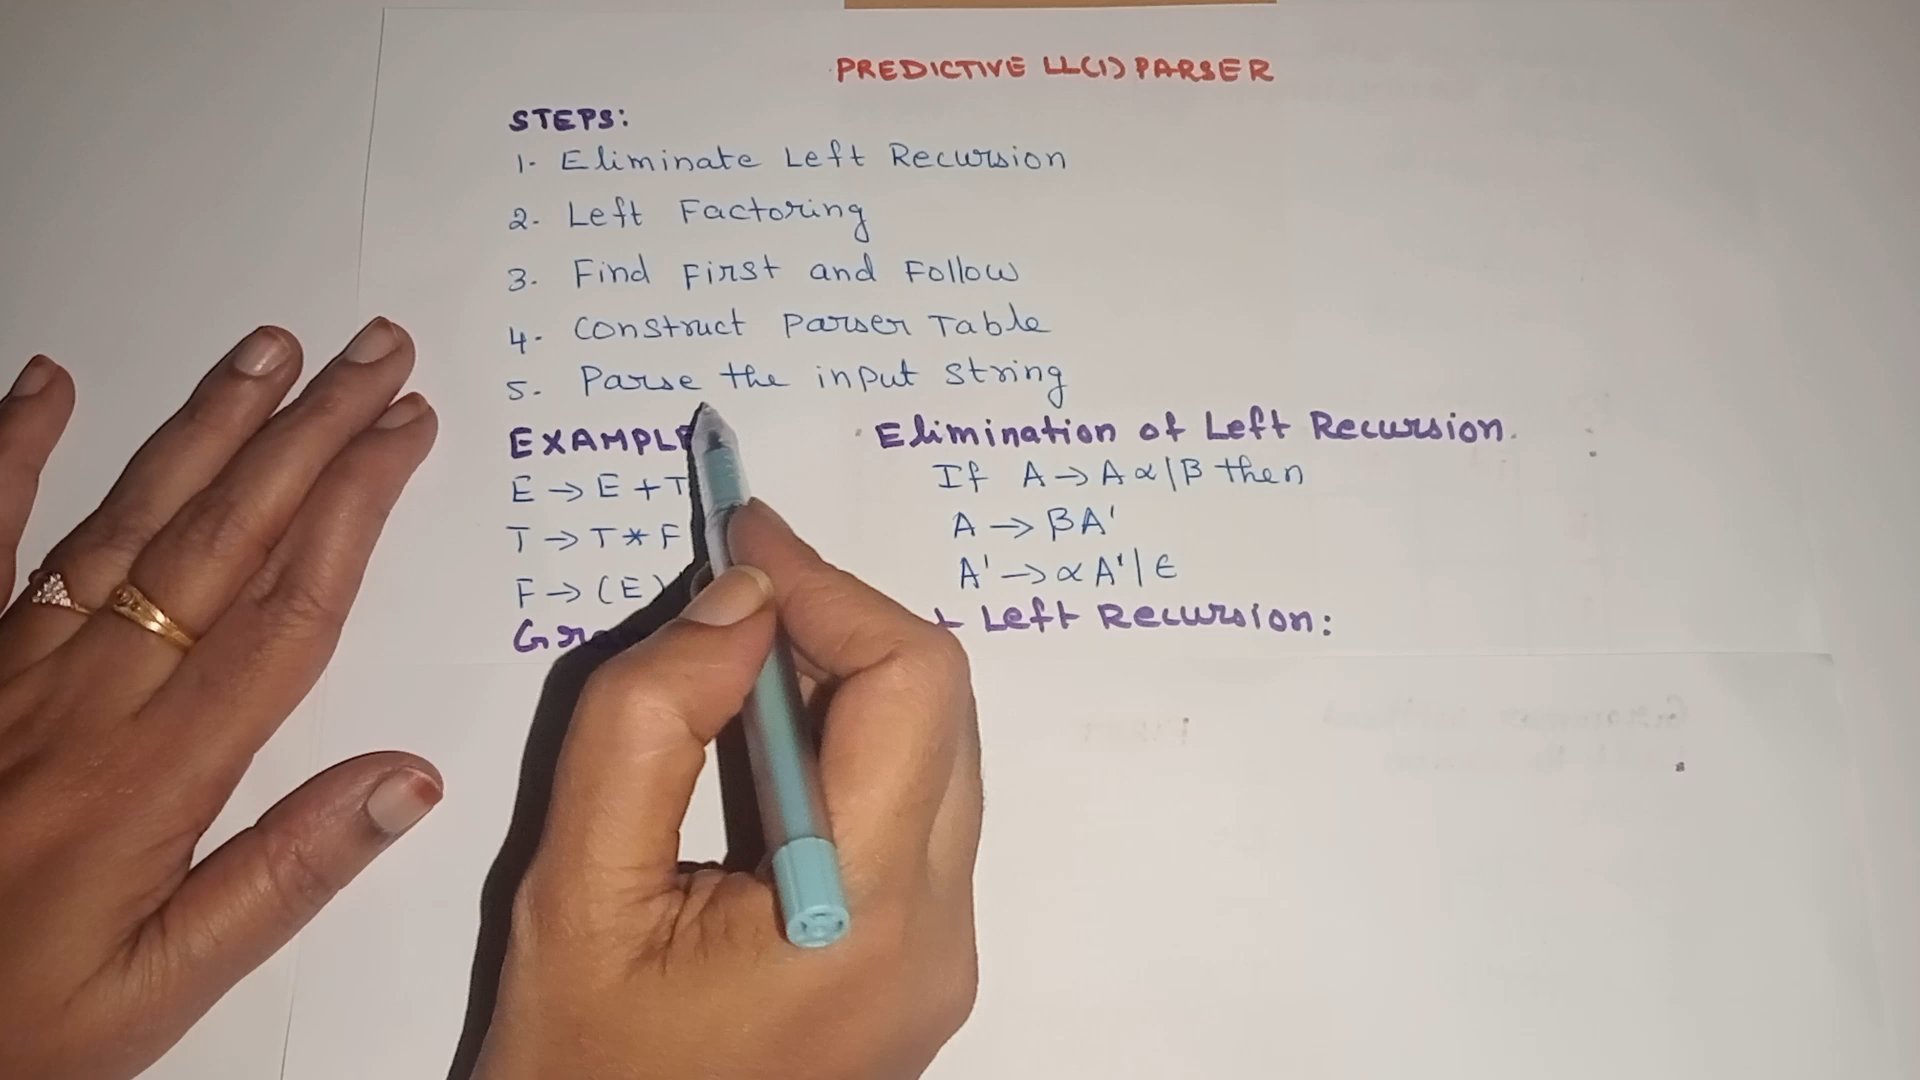 PREDICTIVE LL(1) PARSER
STEPS:
1. Eliminate Left Recursion
2. Left Factoring
3. Find First and Follow
4. Construct Parser Table
5. Parse the input string
EXAMPLE
E → E + T
T → T * F
F → (E)
Elimination of Left Recursion.
If A → A α | β then
A → βA'
A' → αA' | ϵ
Left Recursion: